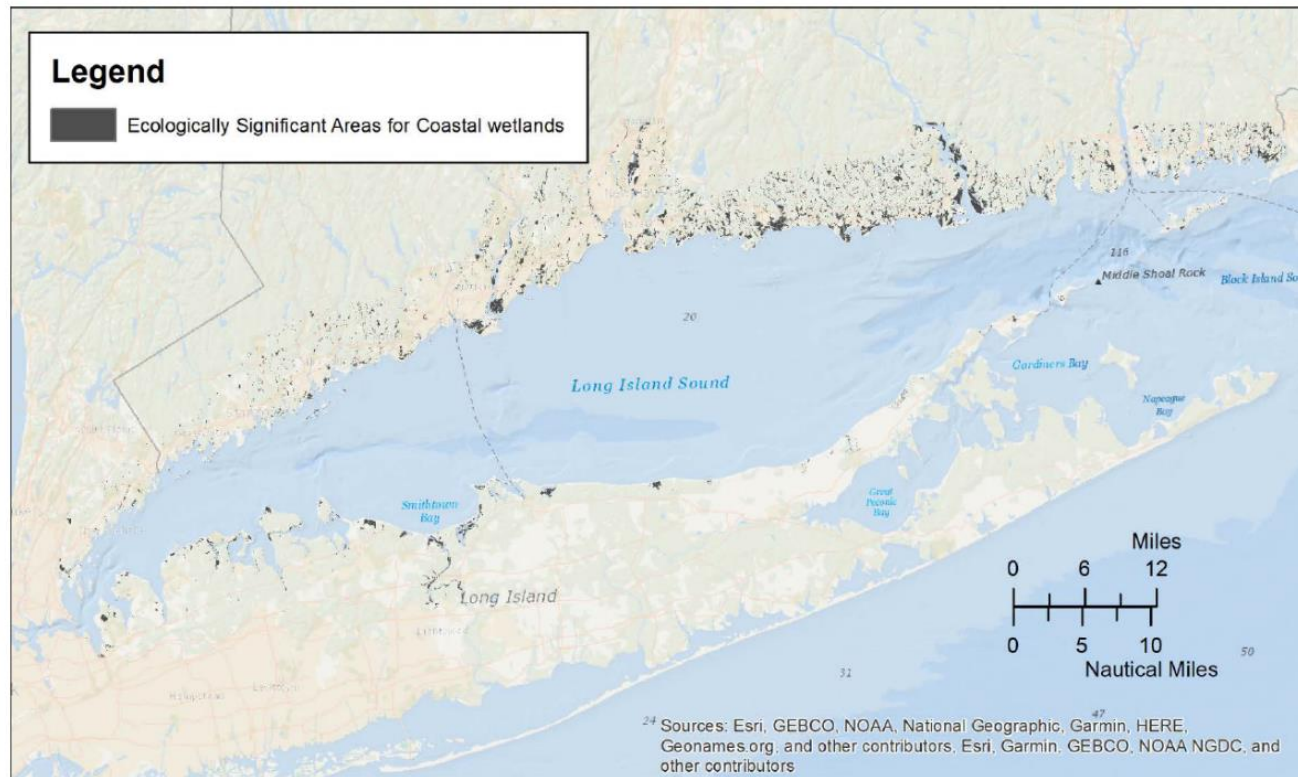 Legend
Ecologically Significant Areas for Coastal wetlands
116
Middle Shoal Rock
Block Island So
20
Long Island Sound
Gardiners Bay
Napeague
Bay
Smithtown
Bay
Great
Peconic
Bay
Long Island
Miles
0 6 12
0 5 10
Nautical Miles
50
31
47
24
Sources: Esri, GEBCO, NOAA, National Geographic, Garmin, HERE,
Geonames.org, and other contributors, Esri, Garmin, GEBCO, NOAA NGDC, and
other contributors